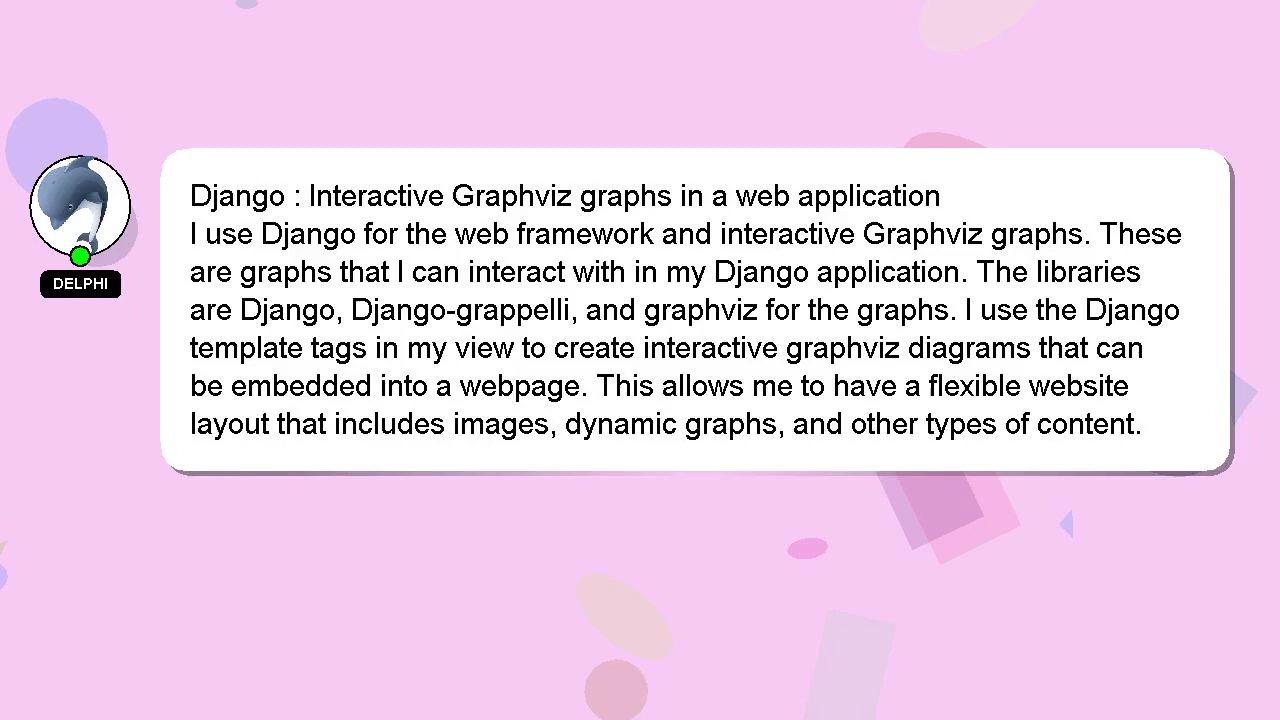 Django : Interactive Graphviz graphs in a web application
I use Django for the web framework and interactive Graphviz graphs. These
are graphs that I can interact with in my Django application. The libraries
are Django, Django-grappelli, and graphviz for the graphs. I use the Django
template tags in my view to create interactive graphviz diagrams that can
be embedded into a webpage. This allows me to have a flexible website
layout that includes images, dynamic graphs, and other types of content.
DELPHI